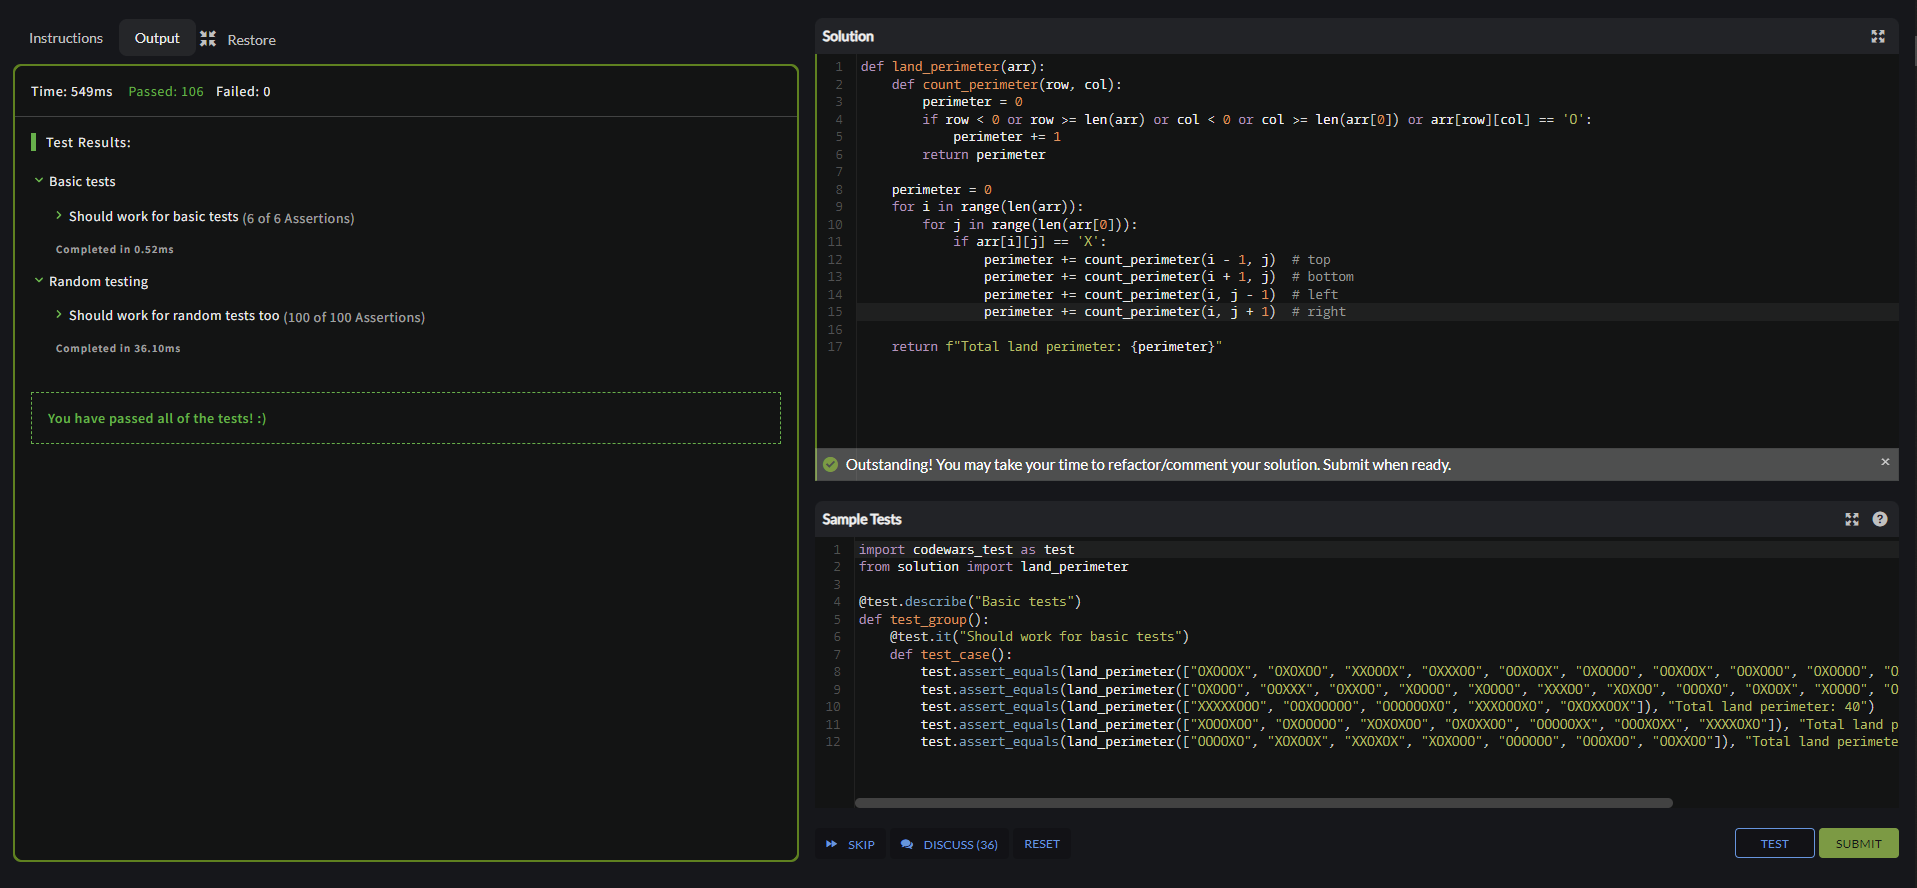 Instructions
Output
Restore
Time: 549ms Passed: 106 Failed: 0
Test Results:
Basic tests
Should work for basic tests (6 of 6 Assertions)
Completed in 0.52ms
Random testing
Should work for random tests too (100 of 100 Assertions)
Completed in 36.10ms
You have passed all of the tests! :)
Solution
1 def land_perimeter(arr):
2     def count_perimeter(row, col):
3         perimeter = 0
4         if row < 0 or row >= len(arr) or col < 0 or col >= len(arr[0]) or arr[row][col] == 'O':
5             perimeter += 1
6         return perimeter
7
8     perimeter = 0
9     for i in range(len(arr)):
10         for j in range(len(arr[0])):
11             if arr[i][j] == 'X':
12                 perimeter += count_perimeter(i - 1, j)  # top
13                 perimeter += count_perimeter(i + 1, j)  # bottom
14                 perimeter += count_perimeter(i, j - 1)  # left
15                 perimeter += count_perimeter(i, j + 1)  # right
16
17     return f"Total land perimeter: {perimeter}"
Outstanding! You may take your time to refactor/comment your solution. Submit when ready.
Sample Tests
1 import codewars_test as test
2 from solution import land_perimeter
3
4 @test.describe("Basic tests")
5 def test_group():
6     @test.it("Should work for basic tests")
7     def test_case():
8         test.assert_equals(land_perimeter(["OXOOOX", "OXOXOO", "XXOOOX", "OXXXOO", "OOXOOX", "OXOOOO", "OOXOOX", "OOXOOO", "OXOOOO", "O
9         test.assert_equals(land_perimeter(["OXOOO", "OOXXX", "OXXOO", "XOOOO", "XOOOO", "XXXOO", "XOXOO", "OOOXO", "OXOOX", "XOOOO", "O
10         test.assert_equals(land_perimeter(["XXXXXOOO", "OOXOOOOO", "OOOOOOXO", "XXXOOOXO", "OXOXXOOX"]), "Total land perimeter: 40")
11         test.assert_equals(land_perimeter(["XOOOXOO", "OXOOOOO", "XOXOXOO", "OXOXXOO", "OOOOOXX", "OOOXOXX", "XXXXOXO"]), "Total land p
12         test.assert_equals(land_perimeter(["OOOOXO", "XOXOOX", "XXOXOX", "XOXOOO", "OOOOOO", "OOOXOO", "OOXXOO"]), "Total land perimete
SKIP
DISCUSS (36)
RESET
TEST
SUBMIT